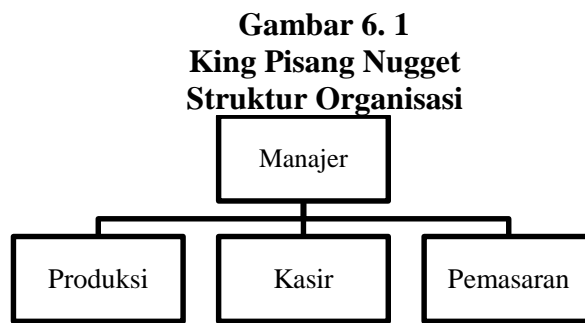 Gambar 6. 1
King Pisang Nugget
Struktur Organisasi
Manajer
Produksi
Kasir
Pemasaran